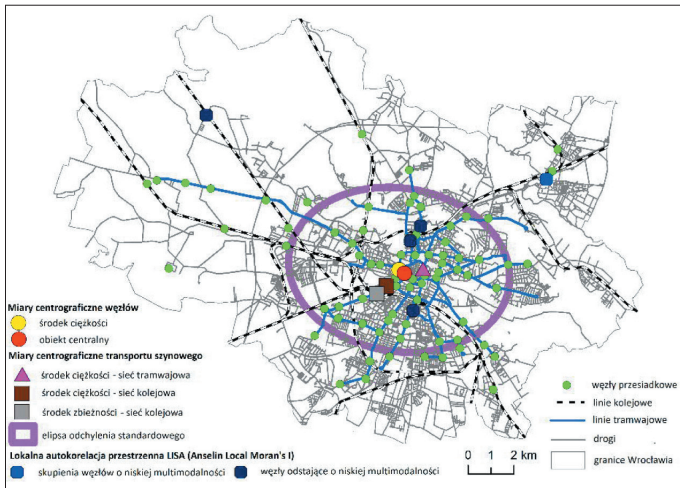 Miary centrograficzne węzłów
środek ciężkości
obiekt centralny
Miary centrograficzne transportu szynowego
środek ciężkości - sieć tramwajowa
środek ciężkości - sieć kolejowa
środek zbieżności - sieć kolejowa
elipsa odchylenia standardowego
Lokalna autokorelacja przestrzenna LISA (Anselin Local Moran's I)
skupienia węzłów o niskiej multimodalności
węzły odstające o niskiej multimodalności
0 1 2 km
węzły przesiadkowe
linie kolejowe
linie tramwajowe
drogi
granice Wrocławia